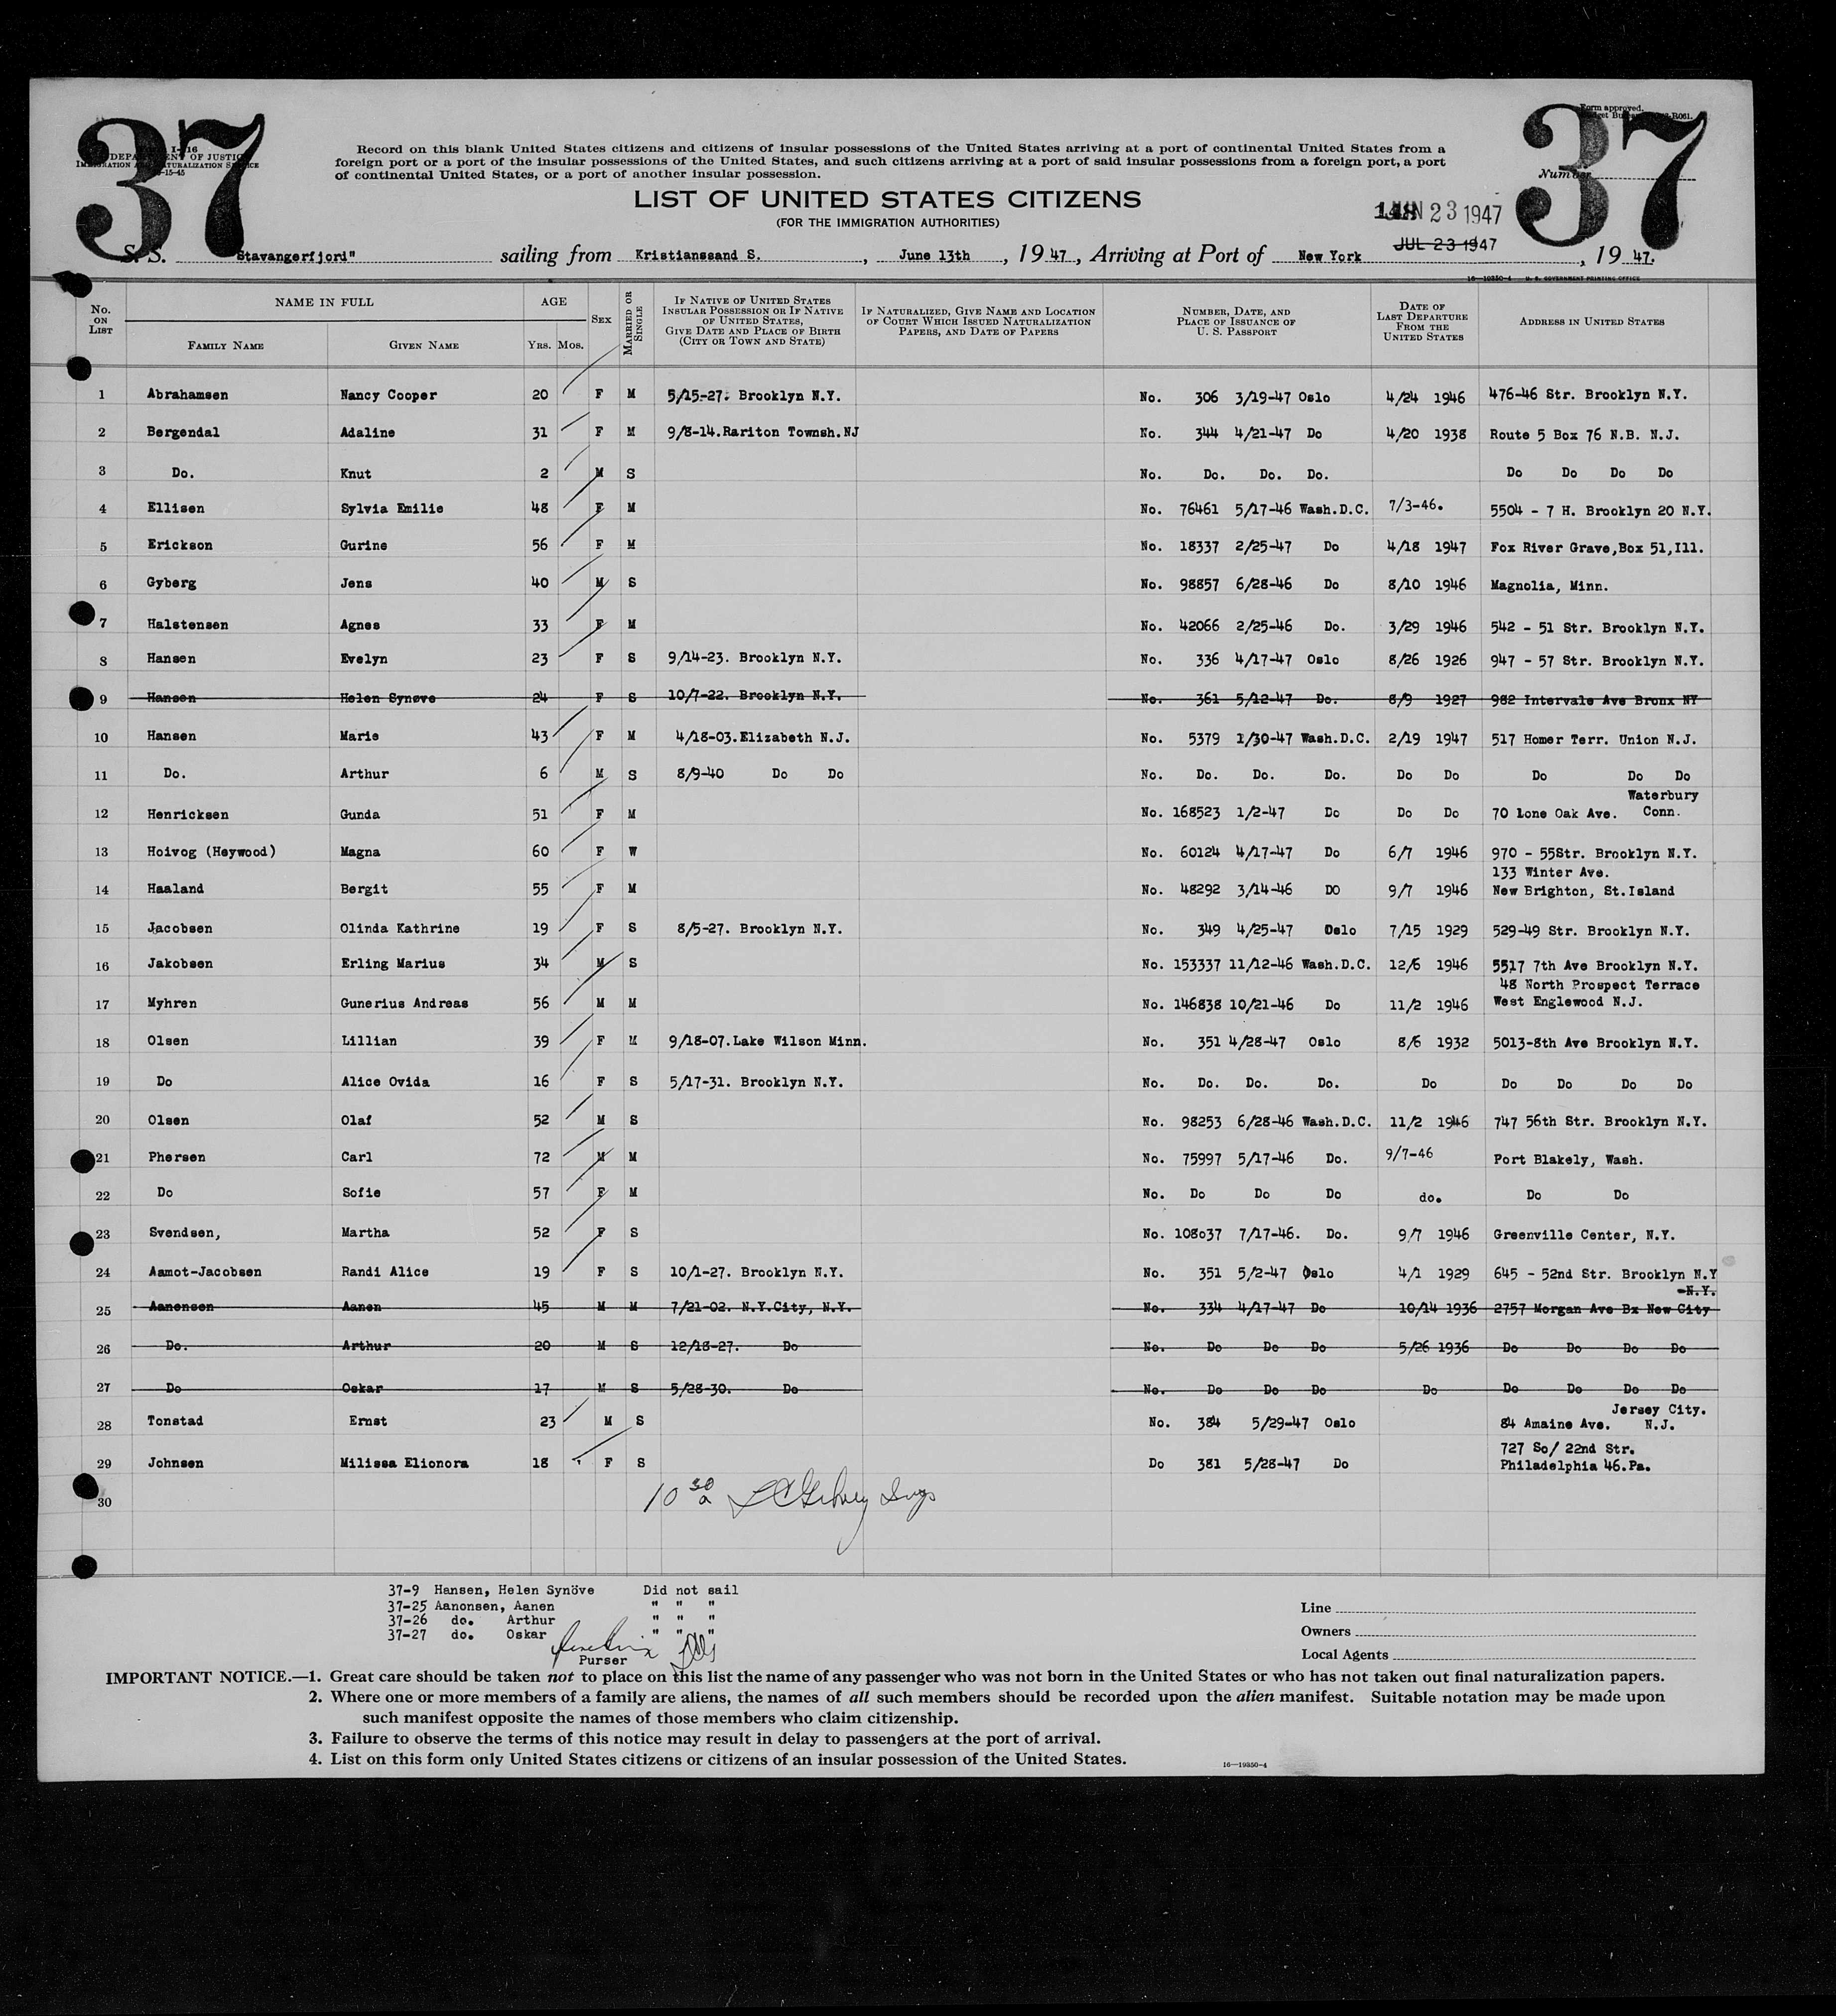 37
37
I-416
DEPARTMENT OF JUSTICE
IMMIGRATION AND NATURALIZATION SERVICE
Form approved.
Number
Record on this blank United States citizens and citizens of insular possessions of the United States arriving at a port of continental United States from a
foreign port or a port of the insular possessions of the United States, and such citizens arriving at a port of said insular possessions from a foreign port, a port
of continental United States, or a port of another insular possession.
LIST OF UNITED STATES CITIZENS
(FOR THE IMMIGRATION AUTHORITIES)
JUN 23 1947
JUL 23 1947
S. S. Stavangerfjord" sailing from Kristianssand S., June 13th, 1947, Arriving at Port of New York, 1947.
16—19350-4 U. S. GOVERNMENT PRINTING OFFICE
No. ON LIST NAME IN FULL FAMILY NAME GIVEN NAME AGE YRS. MOS. SEX MARRIED OR SINGLE IF NATIVE OF UNITED STATES INSULAR POSSESSION OR IF NATIVE OF UNITED STATES, GIVE DATE AND PLACE OF BIRTH (CITY OR TOWN AND STATE) IF NATURALIZED, GIVE NAME AND LOCATION OF COURT WHICH ISSUED NATURALIZATION PAPERS, AND DATE OF PAPERS NUMBER, DATE, AND PLACE OF ISSUANCE OF U. S. PASSPORT DATE OF LAST DEPARTURE FROM THE UNITED STATES ADDRESS IN UNITED STATES
1 Abrahamsen Nancy Cooper 20 F M 5/15-27. Brooklyn N.Y. No. 306 3/19-47 Oslo 4/24 1946 476-46 Str. Brooklyn N.Y.
2 Bergendal Adaline 31 F M 9/8-14.Rariton Townsh.NJ No. 344 4/21-47 Do 4/20 1938 Route 5 Box 76 N.B. N.J.
3 Do. Knut 2 M S No. Do. Do. Do. Do Do Do Do
4 Ellisen Sylvia Emilie 48 F M No. 76461 5/17-46 Wash.D.C. 7/3-46. 5504 - 7 H. Brooklyn 20 N.Y.
5 Erickson Gurine 56 F M No. 18337 2/25-47 Do 4/18 1947 Fox River Grave,Box 51,Ill.
6 Gyberg Jens 40 M S No. 98857 6/28-46 Do 8/10 1946 Magnolia, Minn.
7 Halstensen Agnes 33 F M No. 42066 2/25-46 Do. 3/29 1946 542 - 51 Str. Brooklyn N.Y.
8 Hansen Evelyn 23 F S 9/14-23. Brooklyn N.Y. No. 336 4/17-47 Oslo 8/26 1926 947 - 57 Str. Brooklyn N.Y.
9 Hansen Helen Synøve 24 F S 10/7-22. Brooklyn N.Y. No. 361 5/12-47 Do. 8/9 1927 982 Intervale Ave Bronx NY
10 Hansen Marie 43 F M 4/18-03.Elizabeth N.J. No. 5379 1/30-47 Wash.D.C. 2/19 1947 517 Homer Terr. Union N.J.
11 Do. Arthur 6 M S 8/9-40 Do Do No. Do. Do. Do. Do Do Do Do Do
12 Henricksen Gunda 51 F M No. 168523 1/2-47 Do Do Do 70 Lone Oak Ave. Waterbury Conn.
13 Hoivog (Heywood) Magna 60 F W No. 60124 4/17-47 Do 6/7 1946 970 - 55Str. Brooklyn N.Y.
14 Haaland Bergit 55 F M No. 48292 3/14-46 DO 9/7 1946 133 Winter Ave. New Brighton, St.Island
15 Jacobsen Olinda Kathrine 19 F S 8/5-27. Brooklyn N.Y. No. 349 4/25-47 Oslo 7/15 1929 529-49 Str. Brooklyn N.Y.
16 Jakobsen Erling Marius 34 M S No. 153337 11/12-46 Wash.D.C. 12/6 1946 5517 7th Ave Brooklyn N.Y.
17 Myhren Gunerius Andreas 56 M M No. 146838 10/21-46 Do 11/2 1946 48 North Prospect Terrace West Englewood N.J.
18 Olsen Lillian 39 F M 9/18-07.Lake Wilson Minn. No. 351 4/28-47 Oslo 8/6 1932 5013-8th Ave Brooklyn N.Y.
19 Do Alice Ovida 16 F S 5/17-31. Brooklyn N.Y. No. Do. Do. Do. Do Do Do Do Do
20 Olsen Olaf 52 M S No. 98253 6/28-46 Wash.D.C. 11/2 1946 747 56th Str. Brooklyn N.Y.
21 Phersen Carl 72 M M No. 75997 5/17-46 Do. 9/7-46 Port Blakely, Wash.
22 Do Sofie 57 F M No. Do Do Do do. Do Do
23 Svendsen, Martha 52 F S No. 108037 7/17-46. Do. 9/7 1946 Greenville Center, N.Y.
24 Aamot-Jacobsen Randi Alice 19 F S 10/1-27. Brooklyn N.Y. No. 351 5/2-47 Oslo 4/1 1929 645 - 52nd Str. Brooklyn N.Y
25 Aanensen Aanen 45 M M 7/21-02. N.Y.City, N.Y. No. 334 4/17-47 Do 10/14 1936 2757 Morgan Ave Bx New City -N.Y.
26 Do. Arthur 20 M S 12/18-27. Do No. Do Do Do 5/26 1936 Do Do Do Do
27 Do Oskar 17 M S 5/28-30. Do No. Do Do Do Do Do Do Do Do
28 Tonstad Ernst 23 M S No. 384 5/29-47 Oslo 84 Amaine Ave. Jersey City. N.J.
29 Johnsen Milissa Elionora 18 F S Do 381 5/28-47 Do 727 So/ 22nd Str. Philadelphia 46.Pa.
30
10 30 a
37-9 Hansen, Helen Synöve Did not sail
37-25 Aanonsen, Aanen " " "
37-26 do. Arthur " " "
37-27 do. Oskar " " "
Purser
Line
Owners
Local Agents
IMPORTANT NOTICE.—1. Great care should be taken not to place on this list the name of any passenger who was not born in the United States or who has not taken out final naturalization papers.
2. Where one or more members of a family are aliens, the names of all such members should be recorded upon the alien manifest. Suitable notation may be made upon
such manifest opposite the names of those members who claim citizenship.
3. Failure to observe the terms of this notice may result in delay to passengers at the port of arrival.
4. List on this form only United States citizens or citizens of an insular possession of the United States.
16—19350-4